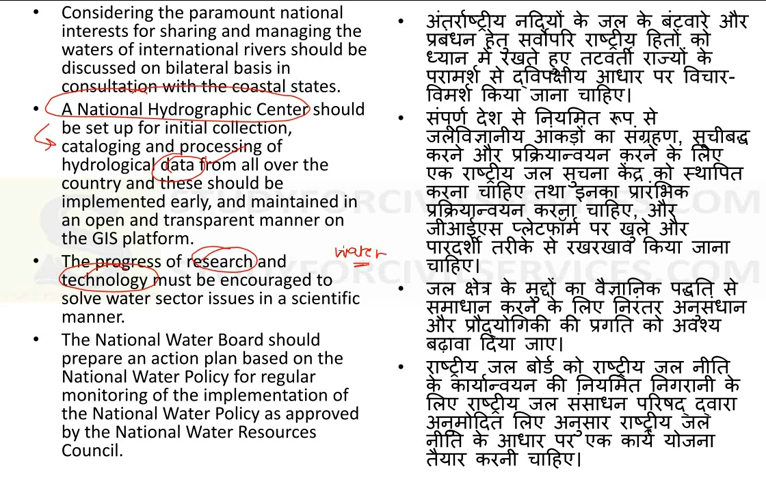 • Considering the paramount national
interests for sharing and managing the
waters of international rivers should be
discussed on bilateral basis in
consultation with the coastal states.
• A National Hydrographic Center should
be set up for initial collection,
cataloging and processing of
hydrological data from all over the
country and these should be
implemented early, and maintained in
an open and transparent manner on
the GIS platform.
• The progress of research and
technology must be encouraged to
solve water sector issues in a scientific
manner.
• The National Water Board should
prepare an action plan based on the
National Water Policy for regular
monitoring of the implementation of
the National Water Policy as approved
by the National Water Resources
Council.
water
• अंतर्राष्ट्रीय नदियों के जल के बंटवारे और
प्रबंधन हेतु सर्वोपरि राष्ट्रीय हितों को
ध्यान में रखते हुए तटवर्ती राज्यों के
परामर्श से द्विपक्षीय आधार पर विचार-
विमर्श किया जाना चाहिए।
• संपूर्ण देश से नियमित रूप से
जलविज्ञानीय आंकड़ों का संग्रहण, सूचीबद्ध
करने और प्रक्रियान्वयन करने के लिए
एक राष्ट्रीय जल सूचना केंद्र को स्थापित
करना चाहिए तथा इनका प्रारंभिक
प्रक्रियान्वयन करना चाहिए, और
जीआईएस प्लेटफार्म पर खुले और
पारदर्शी तरीके से रखरखाव किया जाना
चाहिए।
• जल क्षेत्र के मुद्दों का वैज्ञानिक पद्धति से
समाधान करने के लिए निरंतर अनुसंधान
और प्रौद्योगिकी की प्रगति को अवश्य
बढ़ावा दिया जाए।
• राष्ट्रीय जल बोर्ड को राष्ट्रीय जल नीति
के कार्यान्वयन की नियमित निगरानी के
लिए राष्ट्रीय जल संसाधन परिषद द्वारा
अनुमोदित लिए अनुसार राष्ट्रीय जल
नीति के आधार पर एक कार्य योजना
तैयार करनी चाहिए।